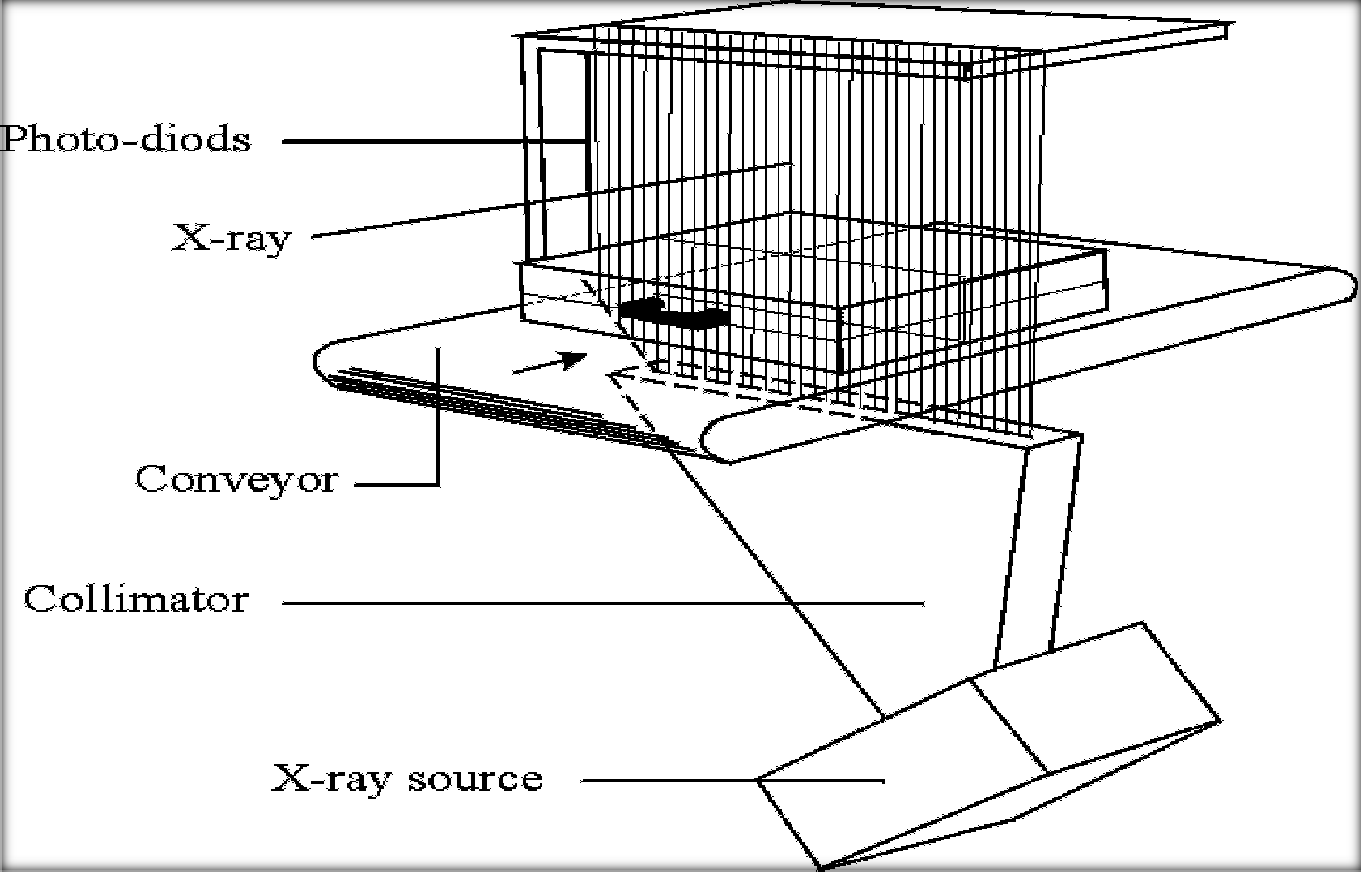 Photo-diods
X-ray
Conveyor
Collimator
X-ray source